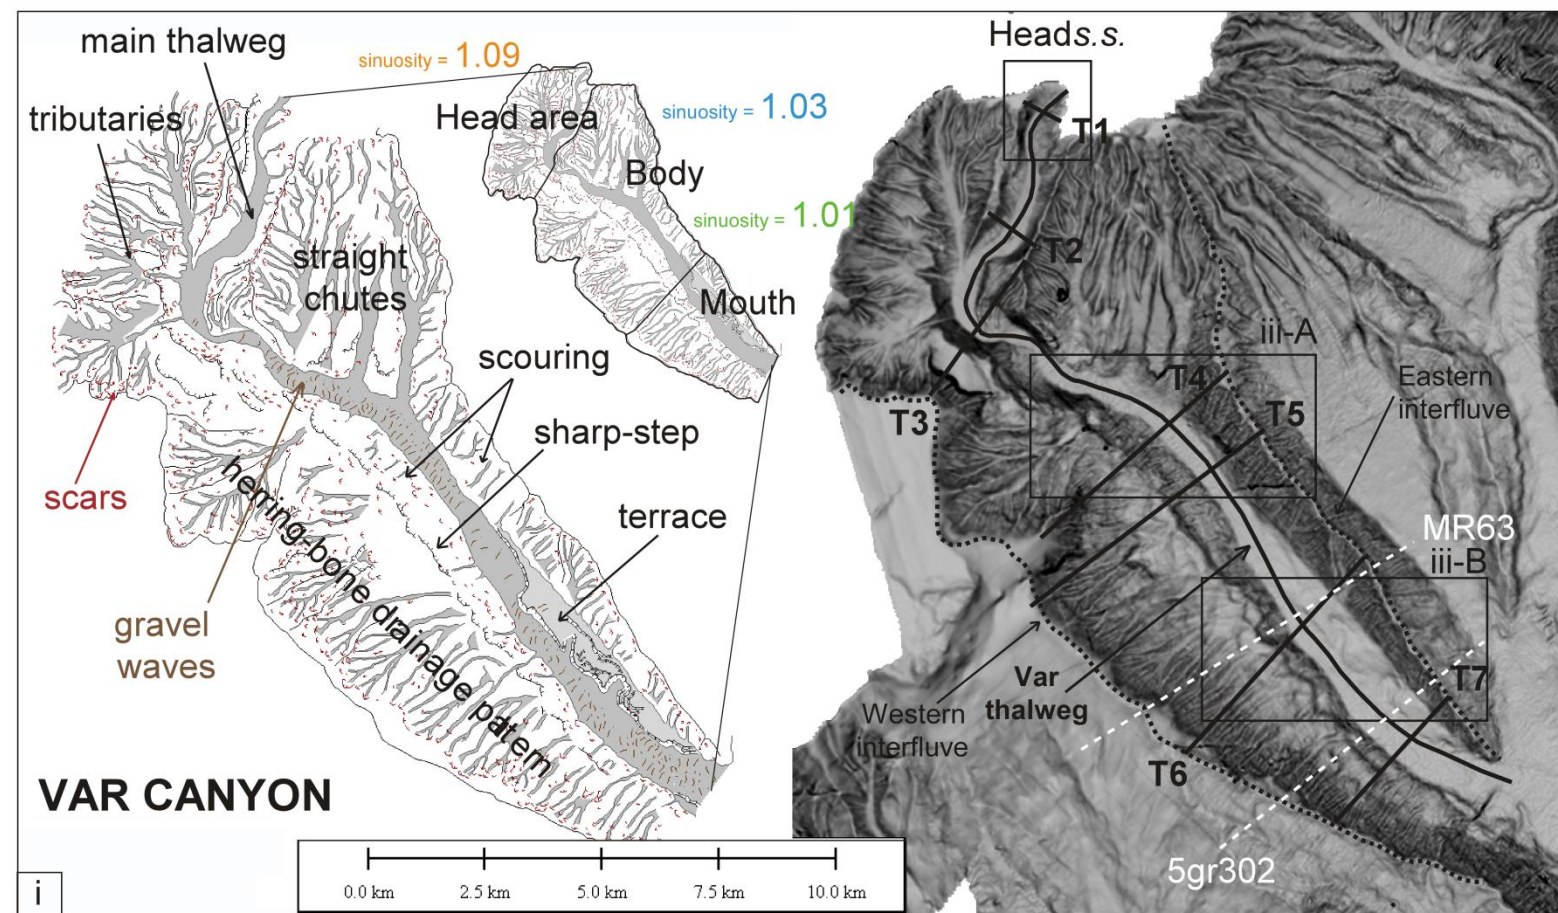 main thalweg
sinuosity = 1.09
tributaries
Head area
sinuosity = 1.03
Body
sinuosity = 1.01
straight
chutes
Mouth
scouring
sharp-step
terrace
scars
herring-bone drainage patern
gravel
waves
VAR CANYON
i
0.0 km
2.5 km
5.0 km
7.5 km
10.0 km
Heads.s.
T1
T2
iii-A
T3
T4
T5
Eastern
interfluve
MR63
iii-B
Var
thalweg
Western
interfluve
T6
T7
5gr302